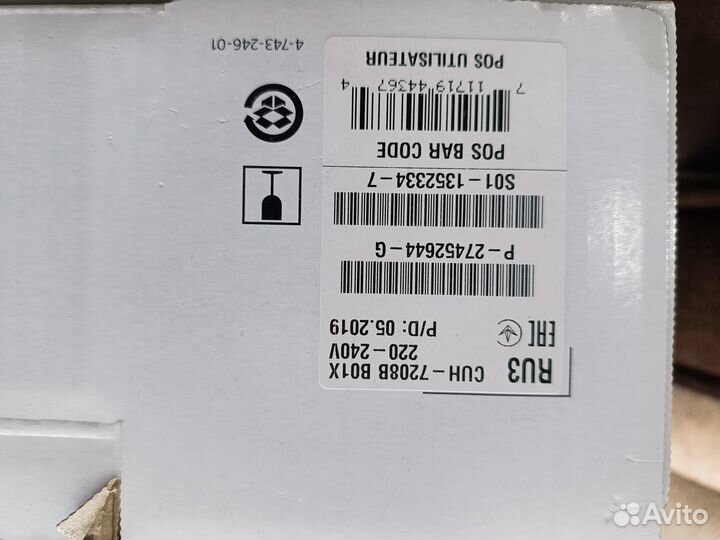 RU3
CUH-7208B B01X
220-240V
EAC
P/D: 05.2019
P-27452644-G
S01-1352334-7
POS BAR CODE
7 11719 44367 4
POS UTILISATEUR
4-743-246-01
Avito